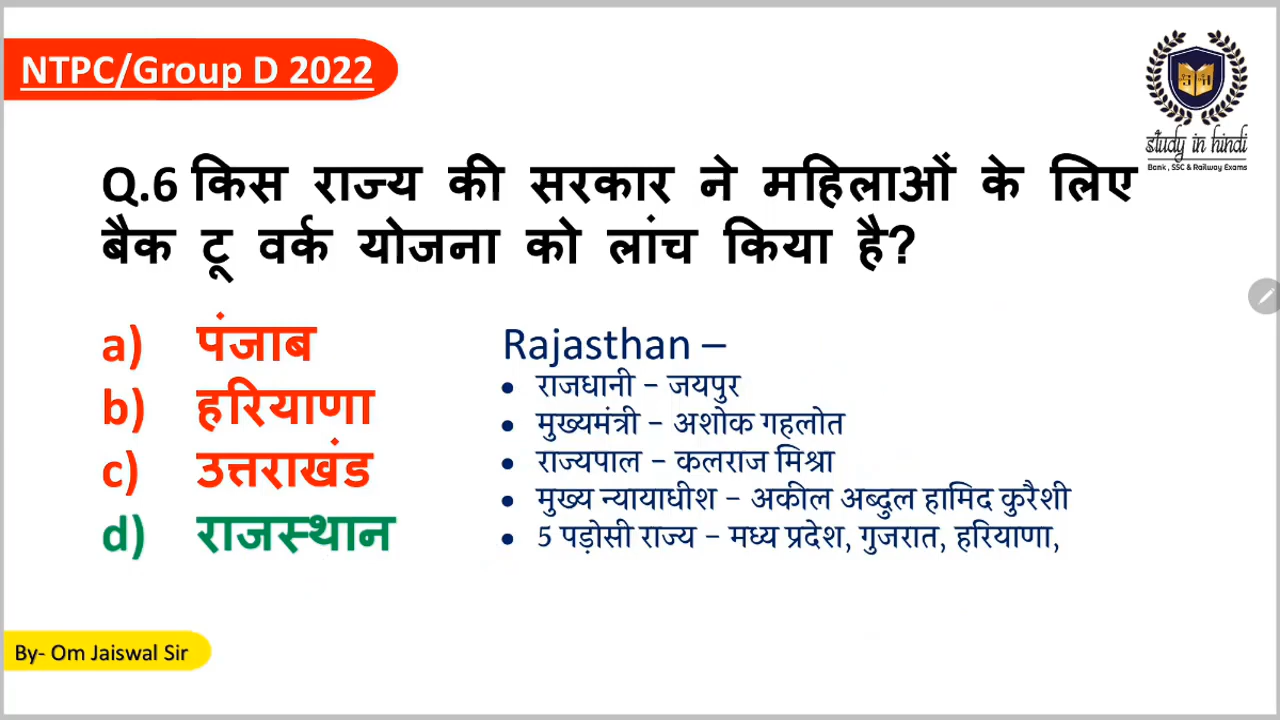 NTPC/Group D 2022
study in hindi
Bank , SSC & Railway Exams
Q.6 किस राज्य की सरकार ने महिलाओं के लिए
बैक टू वर्क योजना को लांच किया है?
a) पंजाब
b) हरियाणा
c) उत्तराखंड
d) राजस्थान
Rajasthan –
• राजधानी – जयपुर
• मुख्यमंत्री – अशोक गहलोत
• राज्यपाल – कलराज मिश्रा
• मुख्य न्यायाधीश – अकील अब्दुल हामिद कुरैशी
• 5 पड़ोसी राज्य – मध्य प्रदेश, गुजरात, हरियाणा,
By- Om Jaiswal Sir